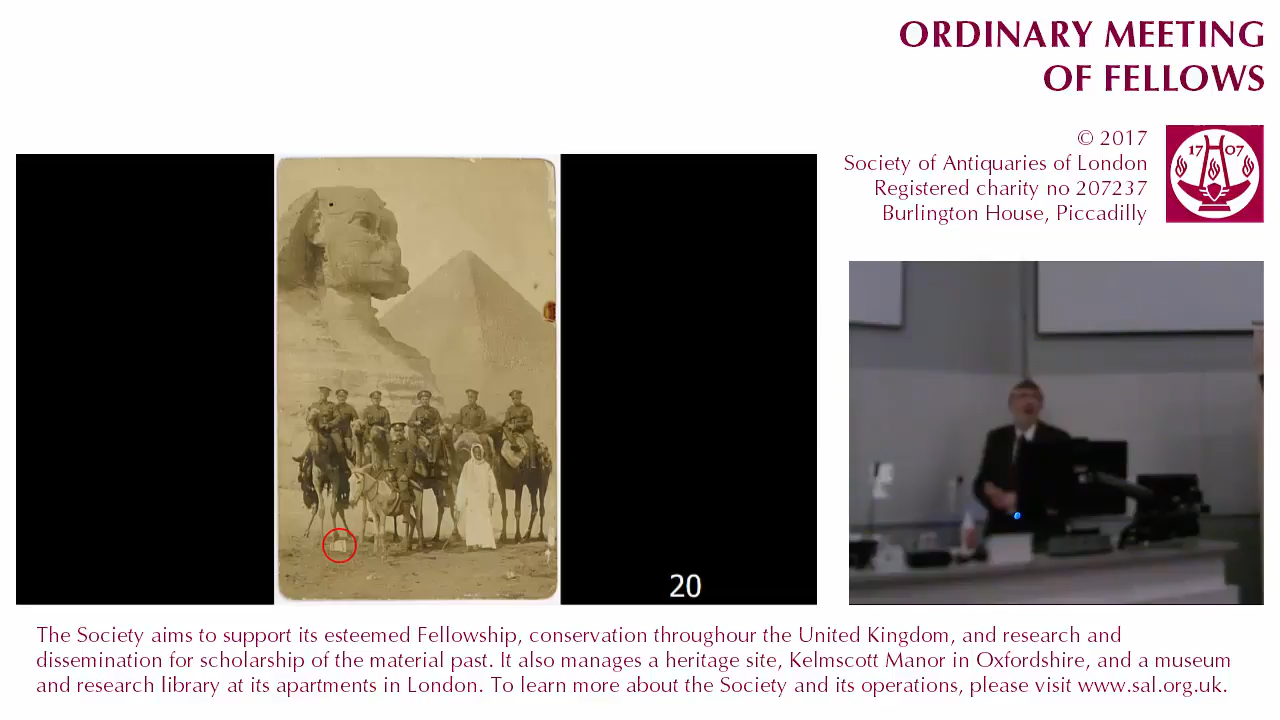 ORDINARY MEETING
OF FELLOWS
© 2017
Society of Antiquaries of London
Registered charity no 207237
Burlington House, Piccadilly
17 07
20
The Society aims to support its esteemed Fellowship, conservation throughour the United Kingdom, and research and
dissemination for scholarship of the material past. It also manages a heritage site, Kelmscott Manor in Oxfordshire, and a museum
and research library at its apartments in London. To learn more about the Society and its operations, please visit www.sal.org.uk.